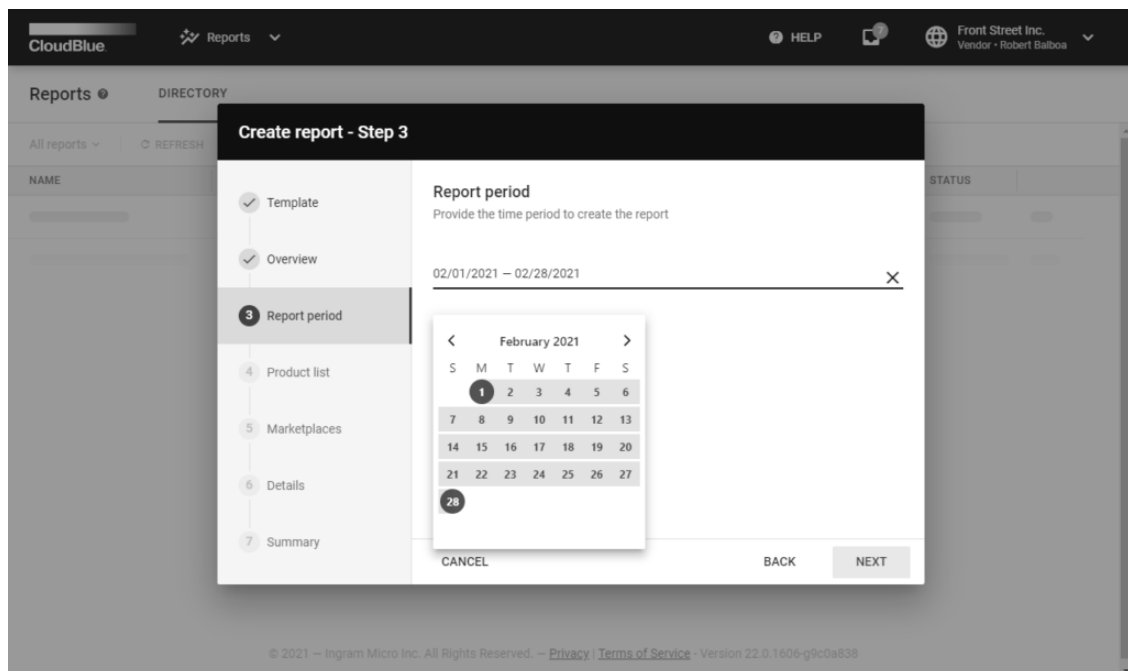 CloudBlue
Reports
HELP
7
Front Street Inc.
Vendor • Robert Balboa
Reports
DIRECTORY
Create report - Step 3
All reports
REFRESH
NAME
STATUS
Template
Overview
3 Report period
4 Product list
5 Marketplaces
6 Details
7 Summary
Report period
Provide the time period to create the report
02/01/2021 — 02/28/2021
February 2021
S M T W T F S
1 2 3 4 5 6
7 8 9 10 11 12 13
14 15 16 17 18 19 20
21 22 23 24 25 26 27
28
CANCEL BACK NEXT
© 2021 — Ingram Micro Inc. All Rights Reserved. — Privacy | Terms of Service - Version 22.0.1606-g9c0a838